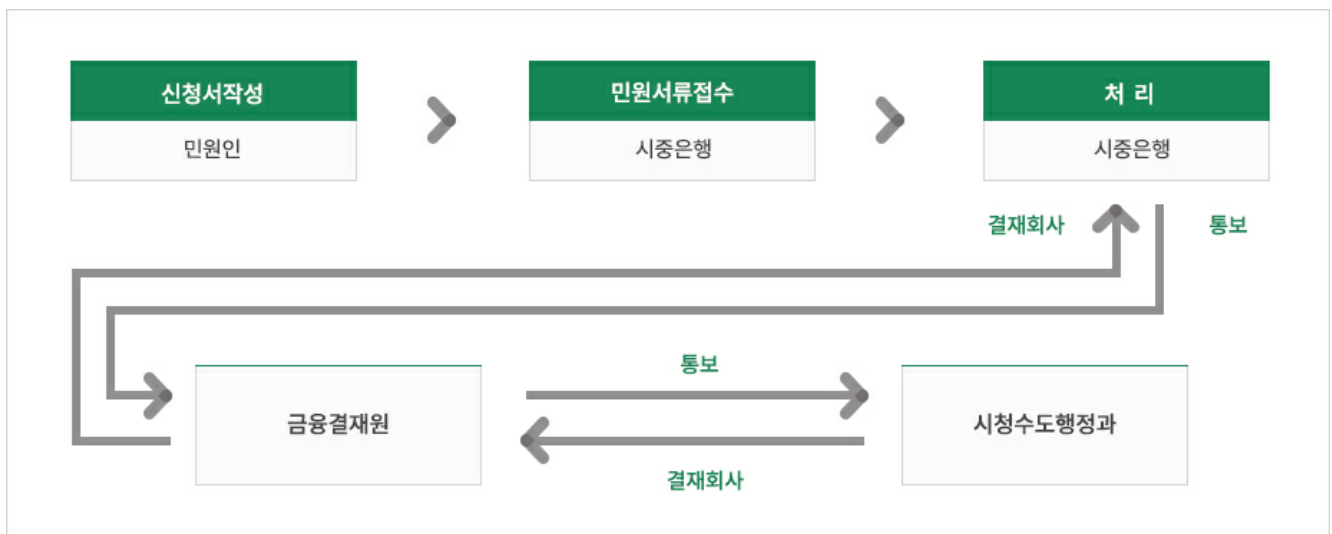 신청서작성
민원인
민원서류접수
시중은행
처 리
시중은행
결재회사
통보
통보
금융결재원
시청수도행정과
결재회사